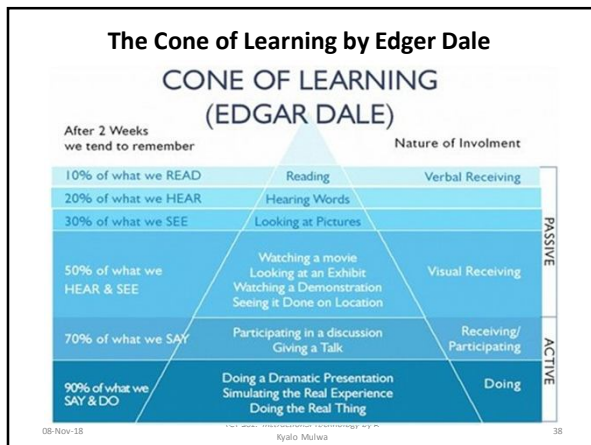 The Cone of Learning by Edger Dale
CONE OF LEARNING
(EDGAR DALE)
After 2 Weeks
we tend to remember
Nature of Involment
10% of what we READ
Reading
Verbal Receiving
20% of what we HEAR
Hearing Words
30% of what we SEE
Looking at Pictures
50% of what we
HEAR & SEE
Watching a movie
Looking at an Exhibit
Watching a Demonstration
Seeing it Done on Location
Visual Receiving
PASSIVE
70% of what we SAY
Participating in a discussion
Giving a Talk
Receiving/
Participating
90% of what we
SAY & DO
Doing a Dramatic Presentation
Simulating the Real Experience
Doing the Real Thing
Doing
ACTIVE
08-Nov-18
Instructional Technology by
Kyalo Mulwa
38